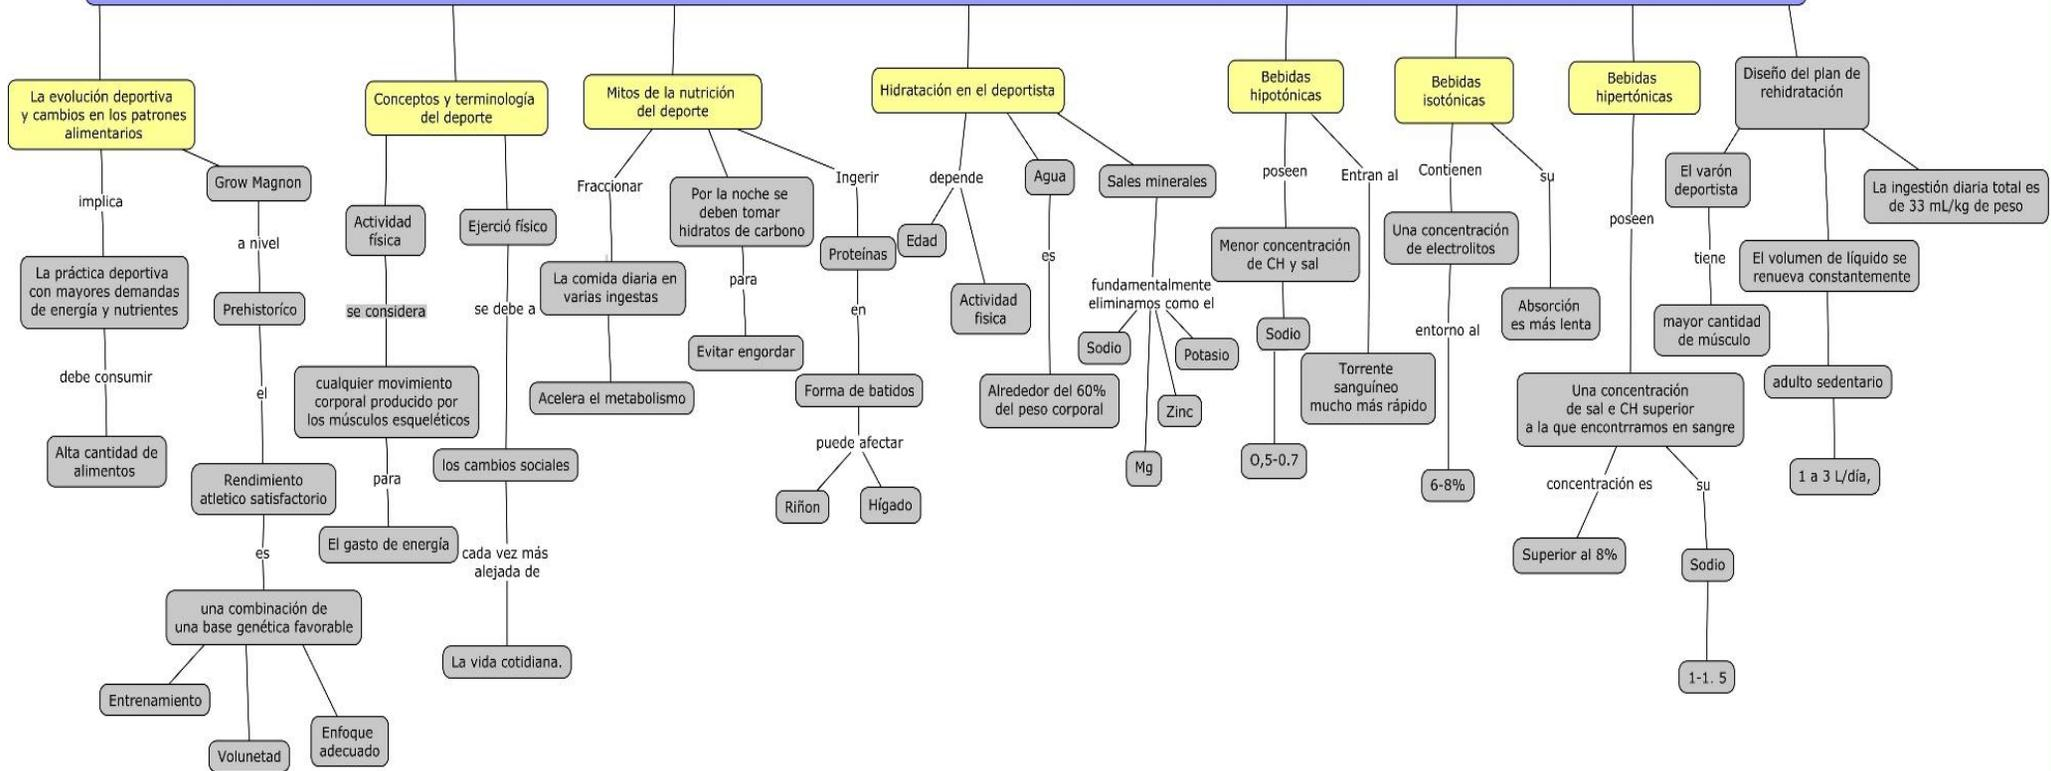 La evolución deportiva
y cambios en los patrones
alimentarios
implica
La práctica deportiva
con mayores demandas
de energía y nutrientes
debe consumir
Alta cantidad de
alimentos
Grow Magnon
a nivel
Prehistoríco
el
Rendimiento
atletico satisfactorio
es
una combinación de
una base genética favorable
Entrenamiento
Volunetad
Enfoque
adecuado
Conceptos y terminología
del deporte
Actividad
física
se considera
cualquier movimiento
corporal producido por
los músculos esqueléticos
para
El gasto de energía
Ejerció físico
se debe a
los cambios sociales
cada vez más
alejada de
La vida cotidiana.
Mitos de la nutrición
del deporte
Fraccionar
La comida diaria en
varias ingestas
Acelera el metabolismo
Por la noche se
deben tomar
hidratos de carbono
para
Evitar engordar
Ingerir
Proteínas
en
Forma de batidos
puede afectar
Riñon
Hígado
Hidratación en el deportista
depende
Edad
Actividad
fisica
Agua
es
Alrededor del 60%
del peso corporal
Sales minerales
fundamentalmente
eliminamos como el
Sodio
Mg
Zinc
Potasio
Bebidas
hipotónicas
poseen
Menor concentración
de CH y sal
Sodio
O,5-0.7
Entran al
Torrente
sanguíneo
mucho más rápido
Bebidas
isotónicas
Contienen
Una concentración
de electrolitos
entorno al
6-8%
su
Absorción
es más lenta
Bebidas
hipertónicas
poseen
Una concentración
de sal e CH superior
a la que encontrramos en sangre
concentración es
Superior al 8%
su
Sodio
1-1. 5
Diseño del plan de
rehidratación
El varón
deportista
tiene
mayor cantidad
de músculo
El volumen de líquido se
renueva constantemente
adulto sedentario
1 a 3 L/día,
La ingestión diaria total es
de 33 mL/kg de peso